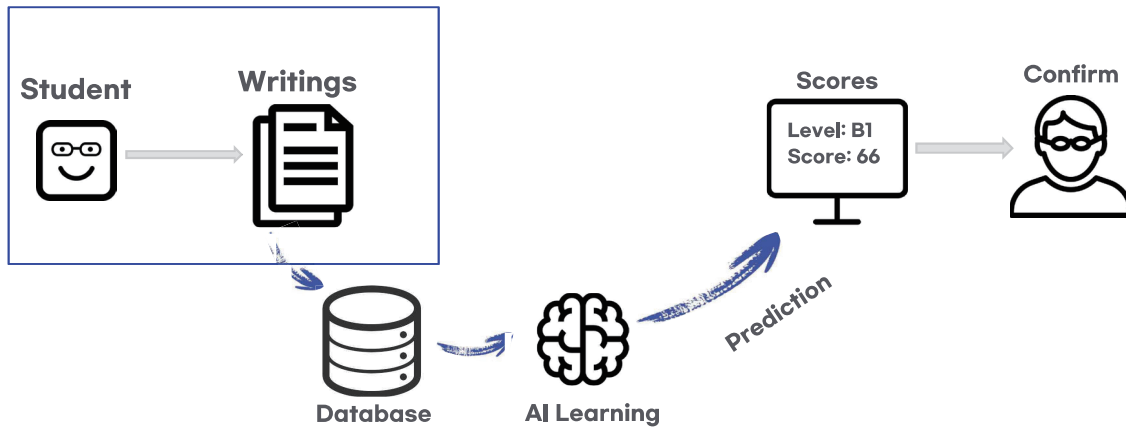 Student
Writings
Scores
Confirm
Level: B1
Score: 66
Prediction
Database
AI Learning